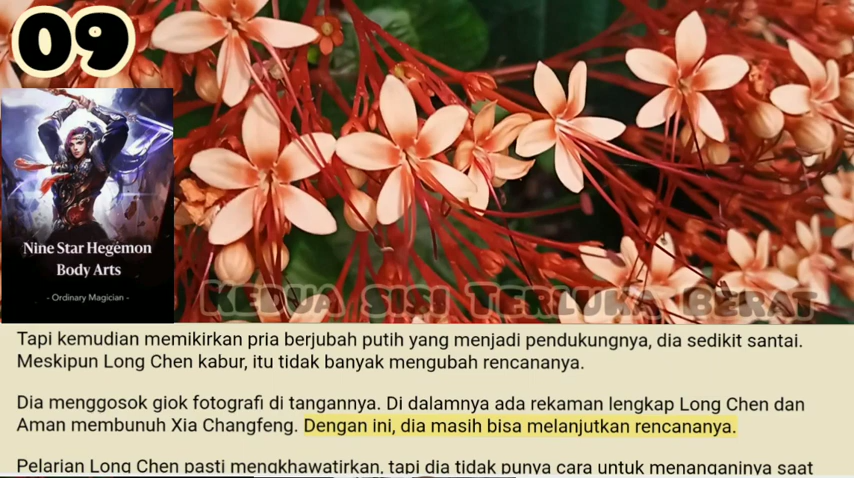 09
Nine Star Hegemon
Body Arts
- Ordinary Magician -
Kedua Sisi Terluka Berat
Tapi kemudian memikirkan pria berjubah putih yang menjadi pendukungnya, dia sedikit santai.
Meskipun Long Chen kabur, itu tidak banyak mengubah rencananya.
Dia menggosok giok fotografi di tangannya. Di dalamnya ada rekaman lengkap Long Chen dan
Aman membunuh Xia Changfeng. Dengan ini, dia masih bisa melanjutkan rencananya.
Pelarian Long Chen pasti mengkhawatirkan, tapi dia tidak punya cara untuk menanganinya saat